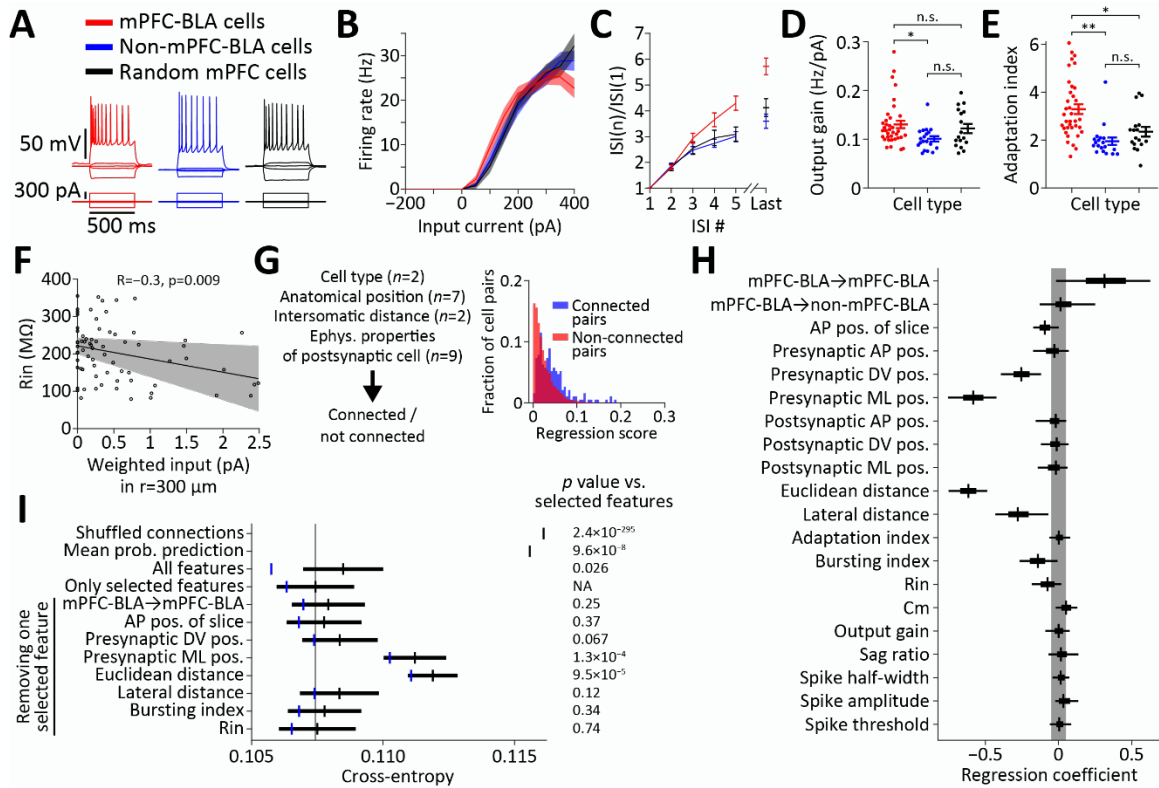 A
mPFC-BLA cells
Non-mPFC-BLA cells
Random mPFC cells
50 mV
300 pA
500 ms
B
Firing rate (Hz)
35
30
25
20
15
10
5
0
−200 0 200 400
Input current (pA)
C
ISI(n)/ISI(1)
7
6
5
4
3
2
1
1 2 3 4 5 Last
ISI #
D
Output gain (Hz/pA)
n.s.
*
n.s.
0.3
0.2
0.1
0
Cell type
E
Adaptation index
*
**
n.s.
6
5
4
3
2
1
0
Cell type
F
R=−0.3, p=0.009
Rin (MΩ)
400
300
200
100
0
0 0.5 1 1.5 2 2.5
Weighted input (pA)
in r=300 μm
G
Cell type (n=2)
Anatomical position (n=7)
Intersomatic distance (n=2)
Ephys. properties
of postsynaptic cell (n=9)
Connected /
not connected
Fraction of cell pairs
0.2
0.1
0
Connected
pairs
Non-connected
pairs
0 0.1 0.2 0.3
Regression score
H
mPFC-BLA→mPFC-BLA
mPFC-BLA→non-mPFC-BLA
AP pos. of slice
Presynaptic AP pos.
Presynaptic DV pos.
Presynaptic ML pos.
Postsynaptic AP pos.
Postsynaptic DV pos.
Postsynaptic ML pos.
Euclidean distance
Lateral distance
Adaptation index
Bursting index
Rin
Cm
Output gain
Sag ratio
Spike half-width
Spike amplitude
Spike threshold
−0.5 0 0.5
Regression coefficient
I
p value vs.
selected features
Shuffled connections 2.4×10⁻²⁹⁵
Mean prob. prediction 9.6×10⁻⁸
All features 0.026
Only selected features NA
Removing one
selected feature
mPFC-BLA→mPFC-BLA 0.25
AP pos. of slice 0.37
Presynaptic DV pos. 0.067
Presynaptic ML pos. 1.3×10⁻⁴
Euclidean distance 9.5×10⁻⁵
Lateral distance 0.12
Bursting index 0.34
Rin 0.74
0.105 0.110 0.115
Cross-entropy